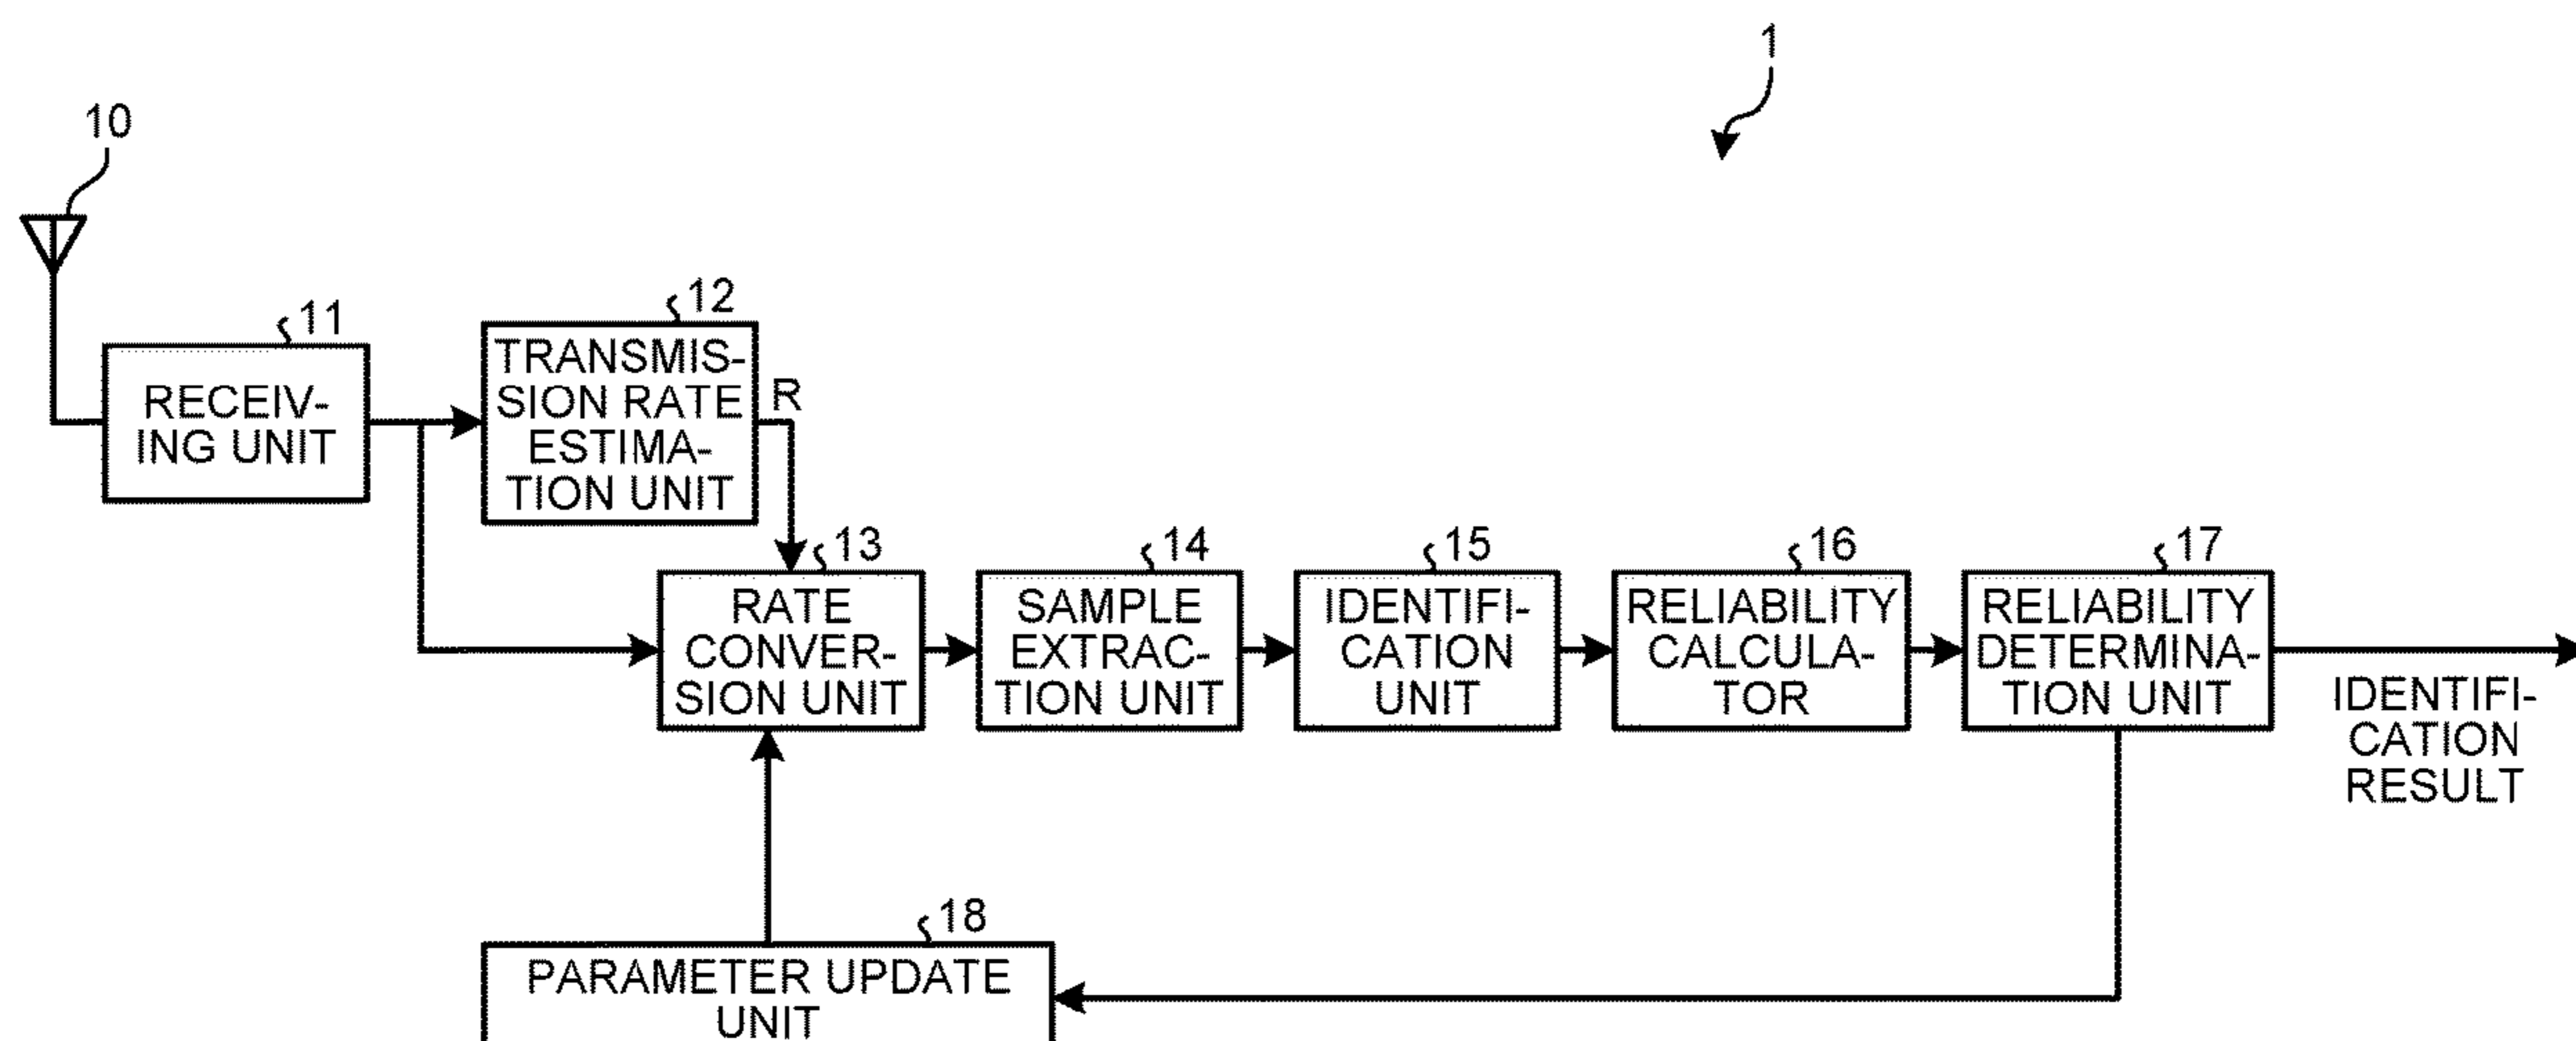 1
10
11
RECEIV-
ING UNIT
12
TRANSMIS-
SION RATE
ESTIMA-
TION UNIT
R
13
RATE
CONVER-
SION UNIT
14
SAMPLE
EXTRAC-
TION UNIT
15
IDENTIFI-
CATION
UNIT
16
RELIABILITY
CALCULA-
TOR
17
RELIABILITY
DETERMINA-
TION UNIT
IDENTIFI-
CATION
RESULT
18
PARAMETER UPDATE
UNIT